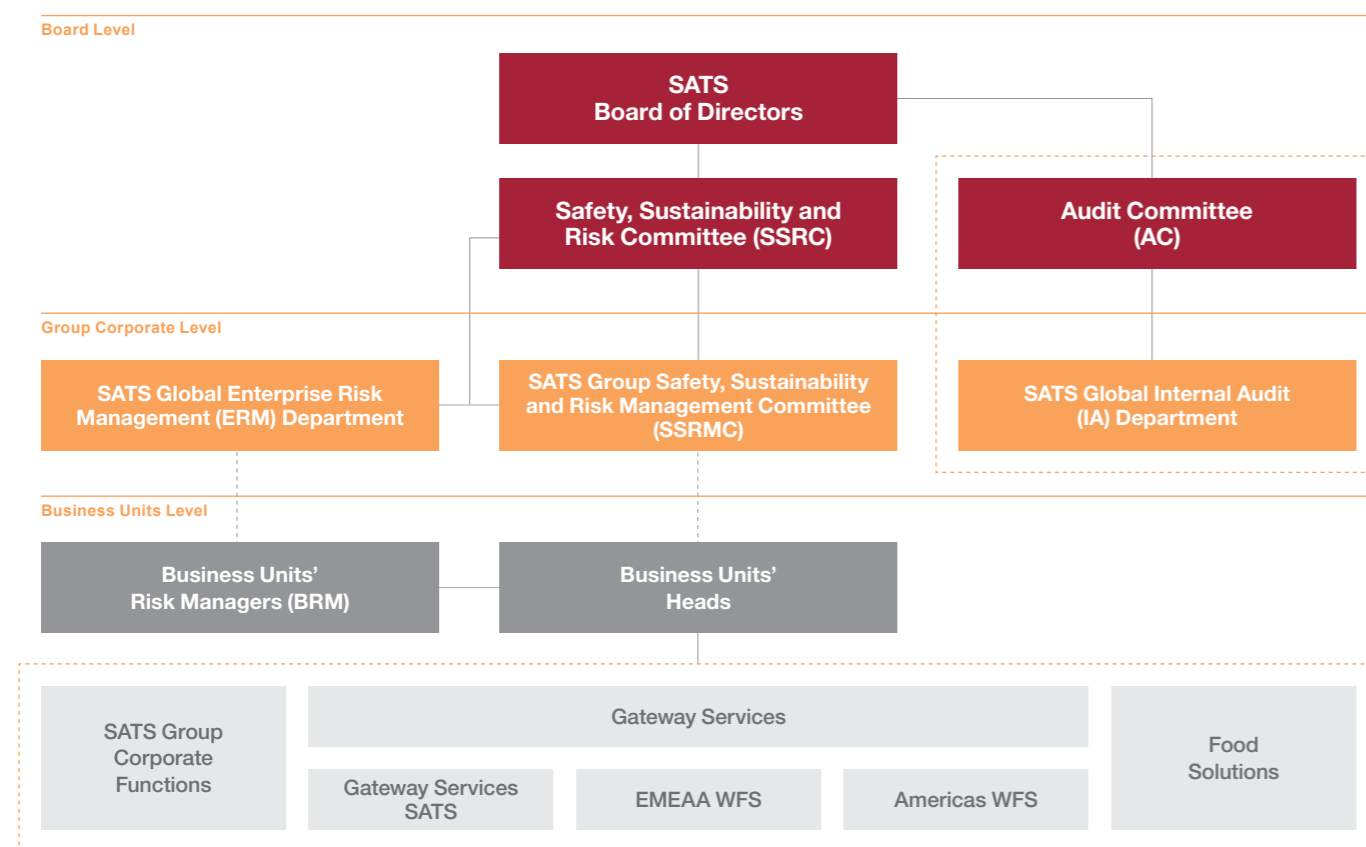 Board Level
SATS
Board of Directors
Safety, Sustainability and
Risk Committee (SSRC)
Audit Committee
(AC)
Group Corporate Level
SATS Global Enterprise Risk
Management (ERM) Department
SATS Group Safety, Sustainability
and Risk Management Committee
(SSRMC)
SATS Global Internal Audit
(IA) Department
Business Units Level
Business Units’
Risk Managers (BRM)
Business Units’
Heads
SATS Group
Corporate
Functions
Gateway Services
Gateway Services
SATS
EMEAA WFS
Americas WFS
Food
Solutions